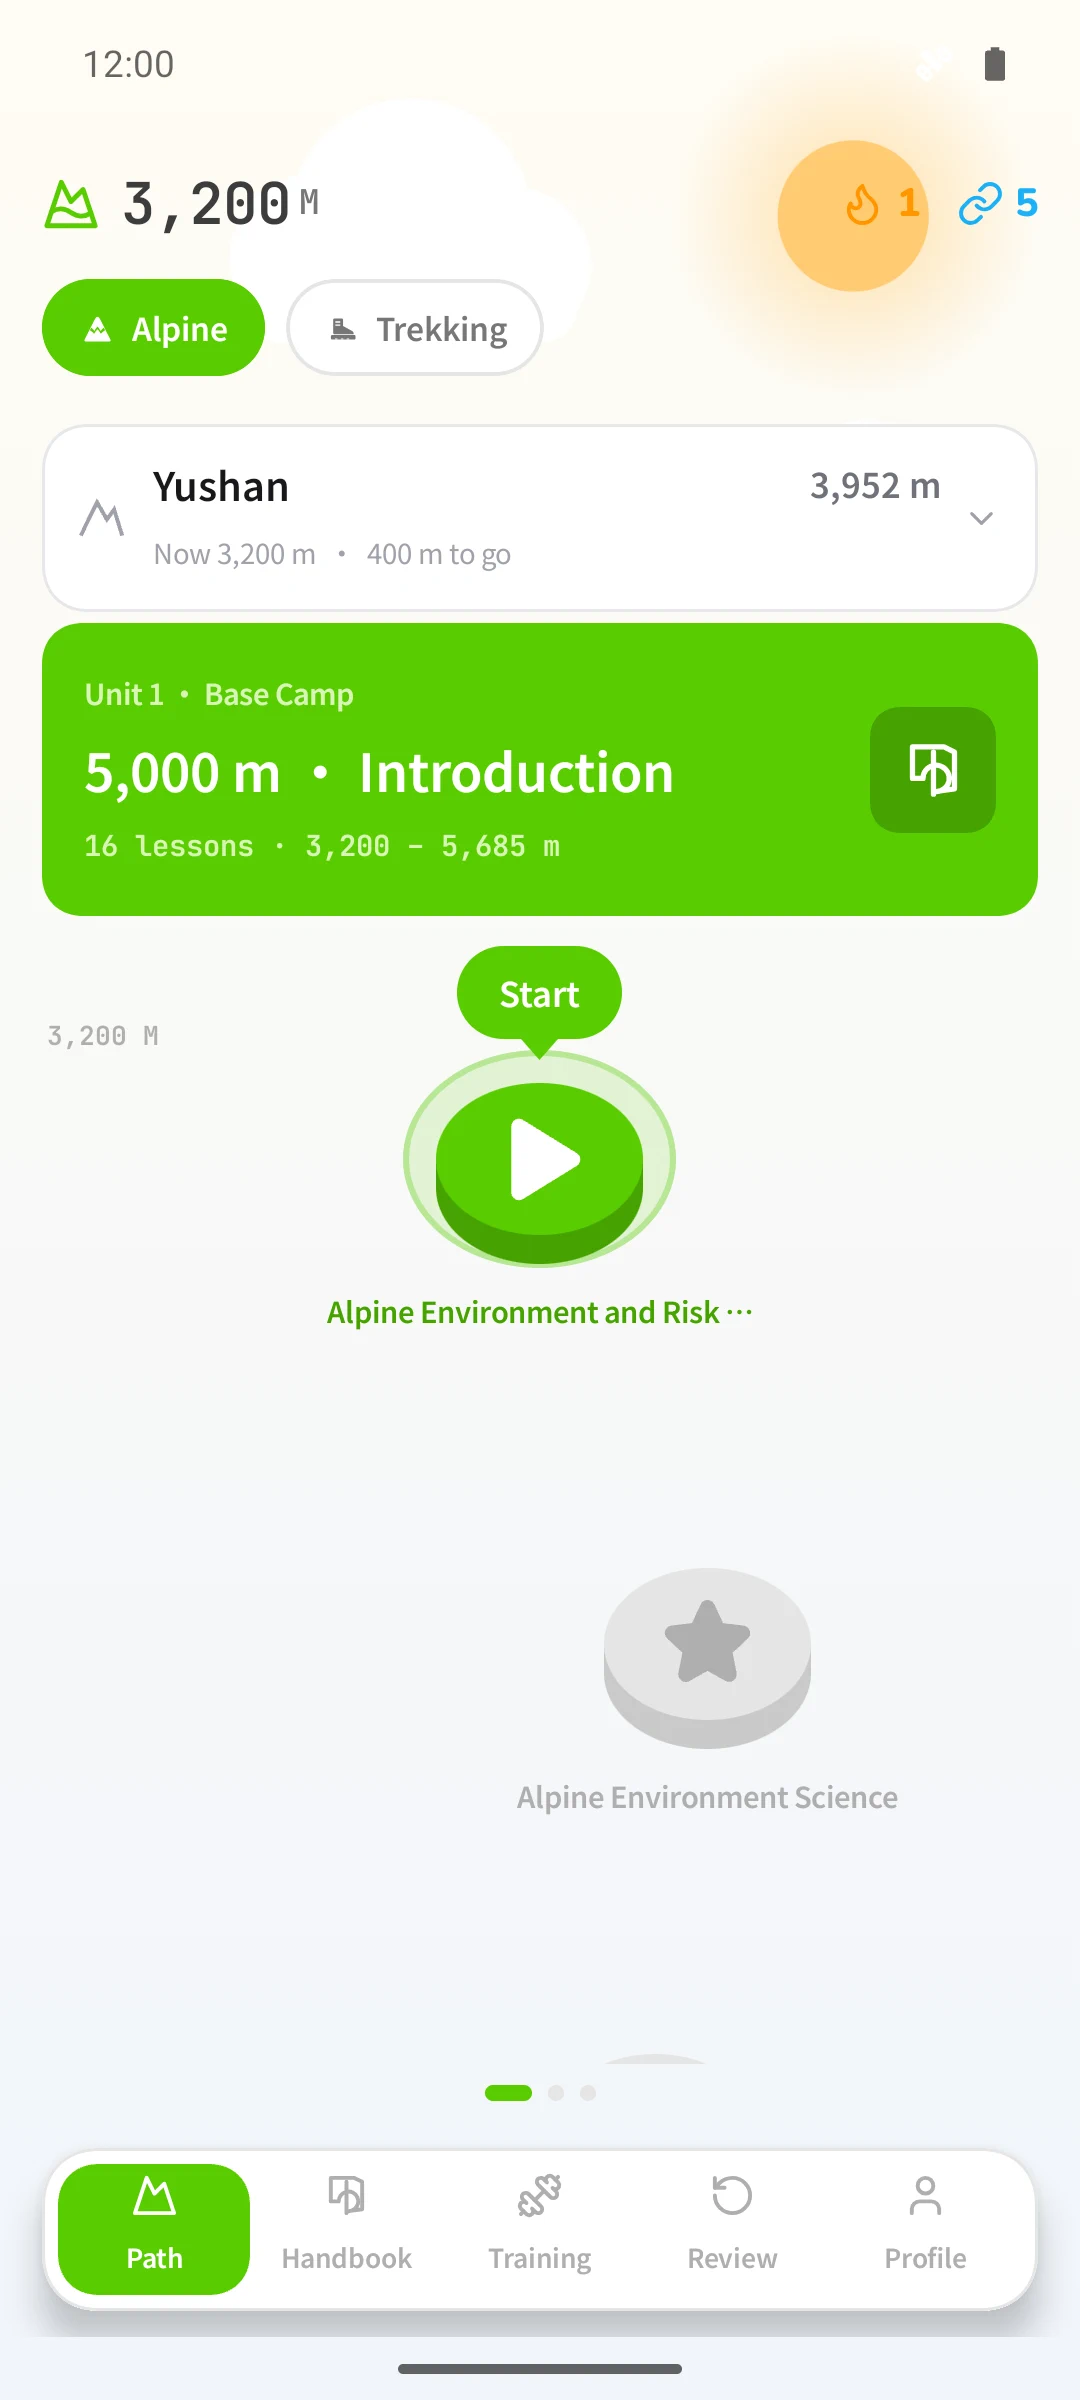 12:00
3,200 M
1
5
Alpine
Trekking
Yushan
3,952 m
Now 3,200 m • 400 m to go
Unit 1 • Base Camp
5,000 m • Introduction
16 lessons · 3,200 – 5,685 m
Start
3,200 M
Alpine Environment and Risk ···
Alpine Environment Science
Path
Handbook
Training
Review
Profile